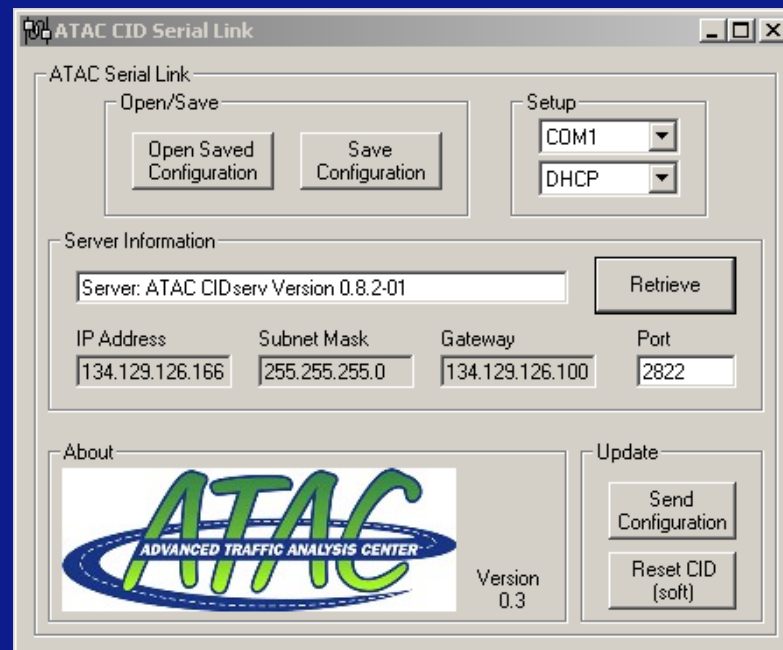 ATAC CID Serial Link
ATAC Serial Link
Open/Save
Open Saved
Configuration
Save
Configuration
Setup
COM1
DHCP
Server Information
Server: ATAC CIDserv Version 0.8.2-01
Retrieve
IP Address
Subnet Mask
Gateway
Port
134.129.126.166
255.255.255.0
134.129.126.100
2822
About
ATAC
ADVANCED TRAFFIC ANALYSIS CENTER
Version
0.3
Update
Send
Configuration
Reset CID
(soft)